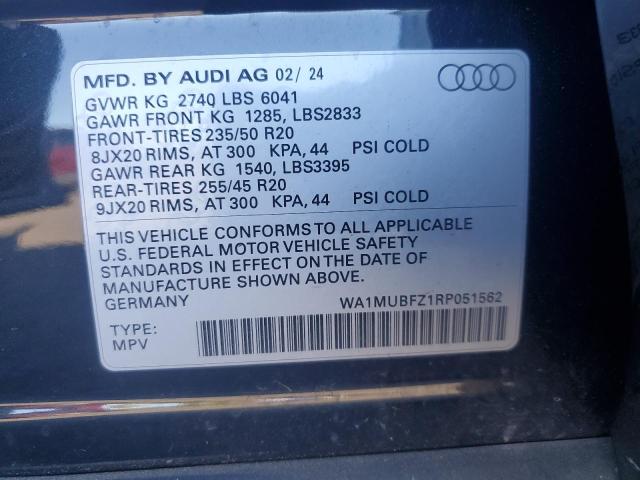 MFD. BY AUDI AG 02/ 24
GVWR KG 2740 LBS 6041
GAWR FRONT KG 1285, LBS2833
FRONT-TIRES 235/50 R20
8JX20 RIMS, AT 300 KPA, 44 PSI COLD
GAWR REAR KG 1540, LBS3395
REAR-TIRES 255/45 R20
9JX20 RIMS, AT 300 KPA, 44 PSI COLD
THIS VEHICLE CONFORMS TO ALL APPLICABLE
U.S. FEDERAL MOTOR VEHICLE SAFETY
STANDARDS IN EFFECT ON THE DATE OF
MANUFACTURE SHOWN ABOVE.
GERMANY WA1MUBFZ1RP051562
TYPE:
MPV